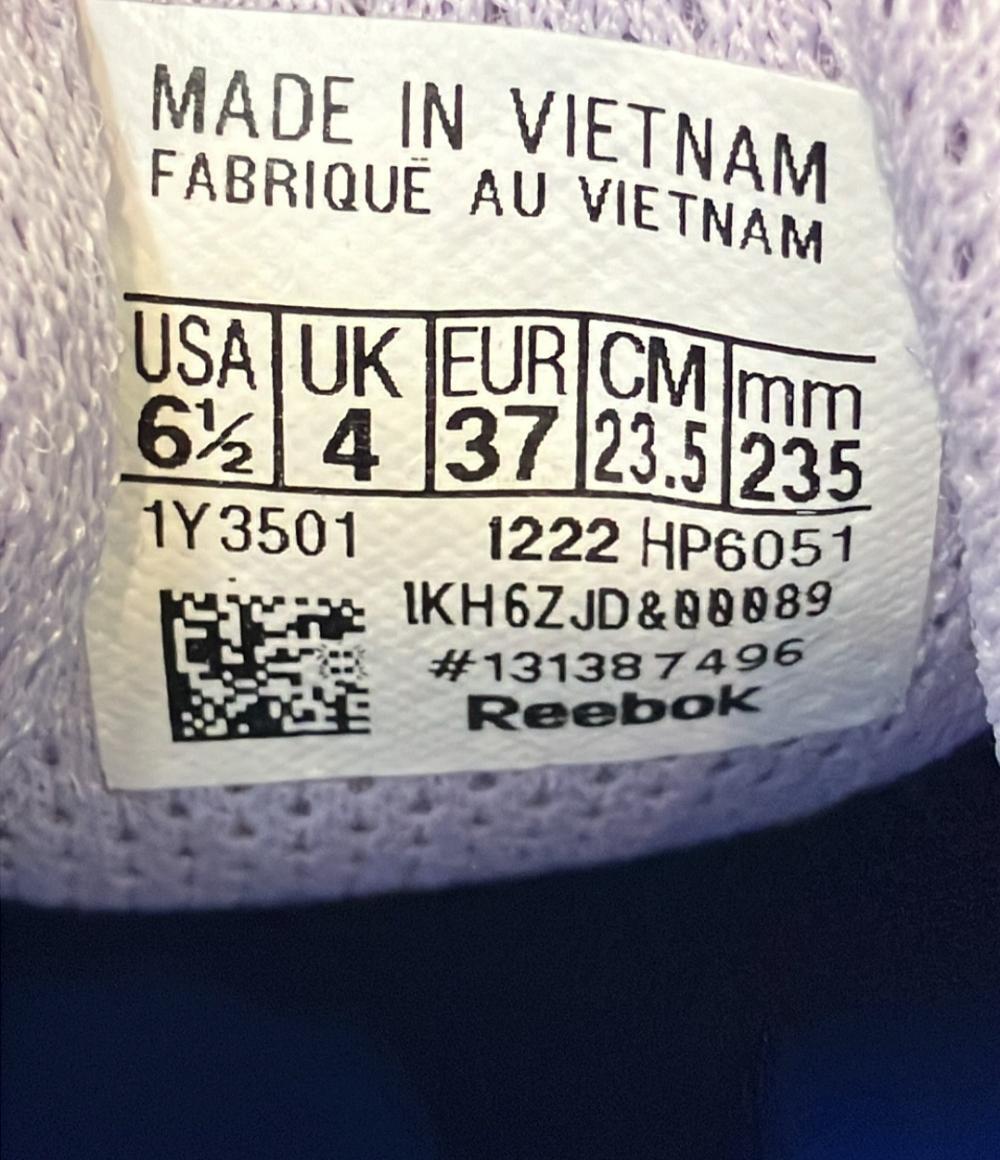 MADE IN VIETNAM
FABRIQUÉ AU VIETNAM
USA UK EUR CM mm
6½ 4 37 23.5 235
1Y3501 1222 HP6051
1KH6ZJD&00089
#131387496
Reebok